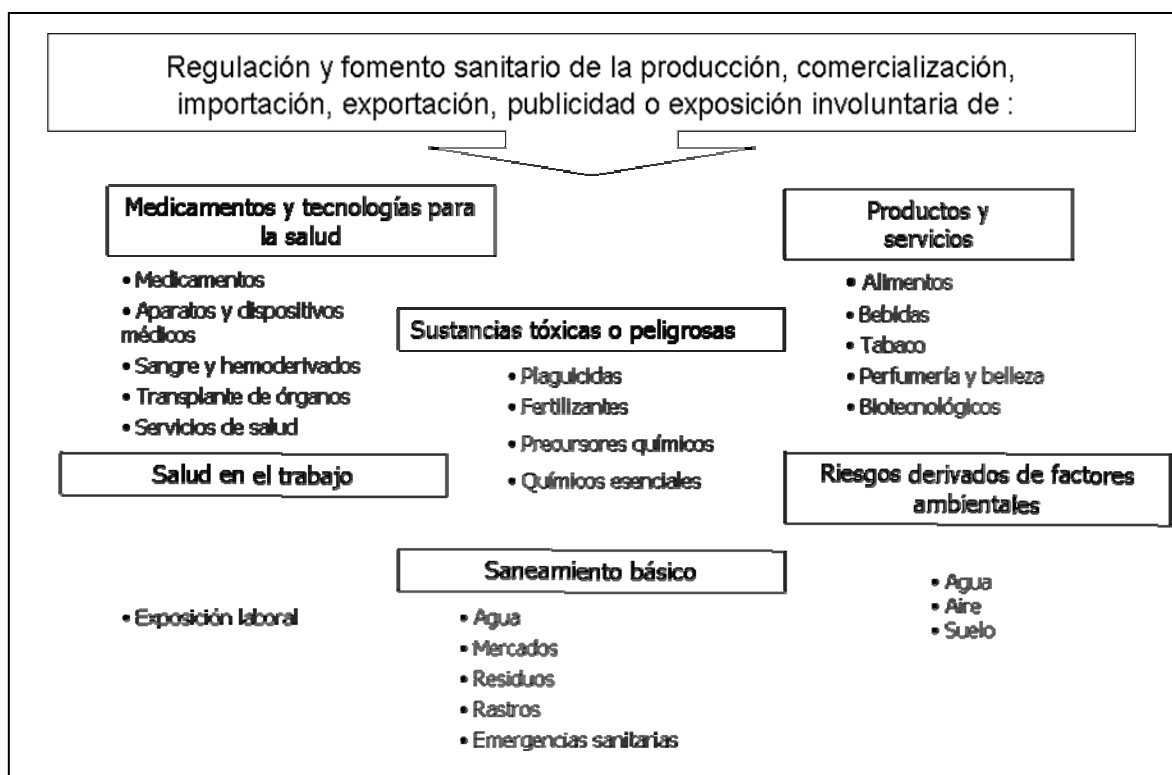 Regulación y fomento sanitario de la producción, comercialización,
importación, exportación, publicidad o exposición involuntaria de :
Medicamentos y tecnologías para
la salud
• Medicamentos
• Aparatos y dispositivos
médicos
• Sangre y hemoderivados
• Transplante de órganos
• Servicios de salud
Sustancias tóxicas o peligrosas
• Plaguicidas
• Fertilizantes
• Precursores químicos
• Químicos esenciales
Productos y
servicios
• Alimentos
• Bebidas
• Tabaco
• Perfumería y belleza
• Biotecnológicos
Salud en el trabajo
• Exposición laboral
Saneamiento básico
• Agua
• Mercados
• Residuos
• Rastros
• Emergencias sanitarias
Riesgos derivados de factores
ambientales
• Agua
• Aire
• Suelo